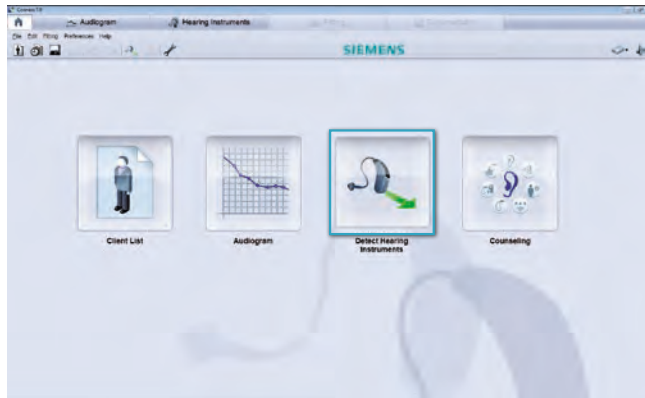 Audiogram
Hearing Instruments
File Edit Fitting Preferences Help
SIEMENS
Client List
Audiogram
Detect Hearing
Instruments
Counseling